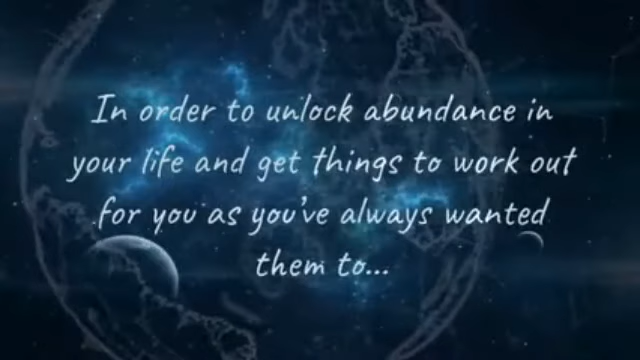 In order to unlock abundance in
your life and get things to work out
for you as you've always wanted
them to...